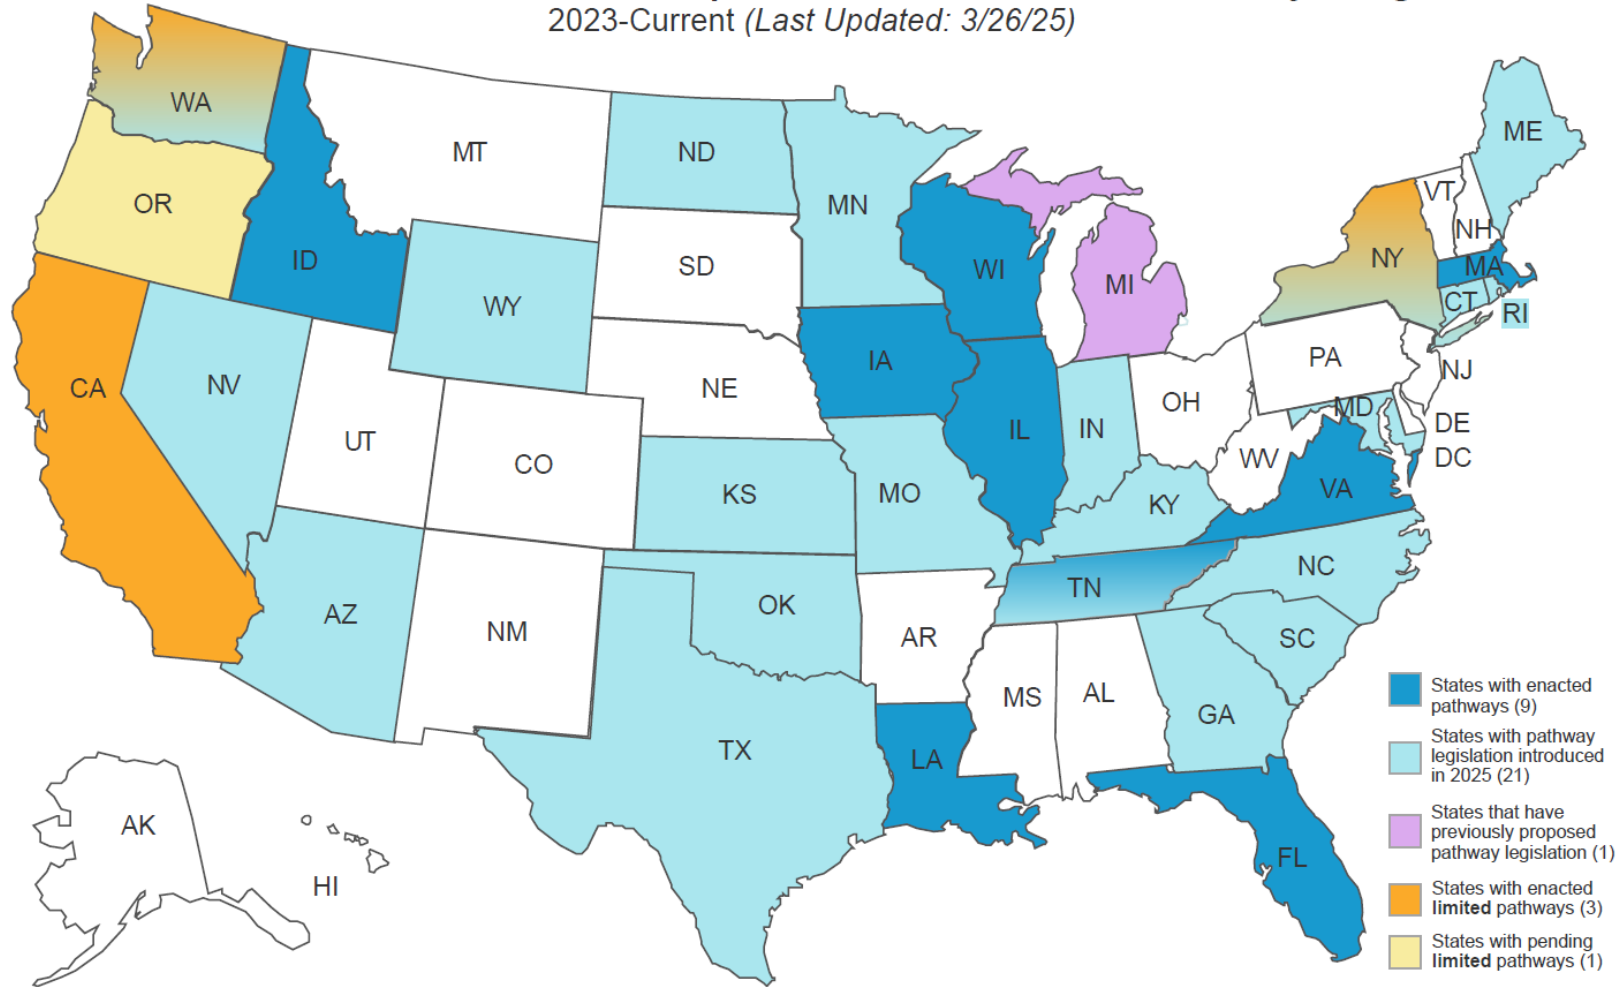 2023-Current (Last Updated: 3/26/25)
WA
MT
ND
MN
ME
OR
ID
SD
WI
MI
VT
NH
NY
MA
WY
CT
RI
IA
NE
PA
NJ
CA
NV
UT
CO
IL
IN
OH
MD
DE
DC
WV
KS
MO
KY
VA
AZ
NM
OK
AR
TN
NC
SC
MS
AL
GA
TX
LA
FL
AK
HI
States with enacted
pathways (9)
States with pathway
legislation introduced
in 2025 (21)
States that have
previously proposed
pathway legislation (1)
States with enacted
limited pathways (3)
States with pending
limited pathways (1)